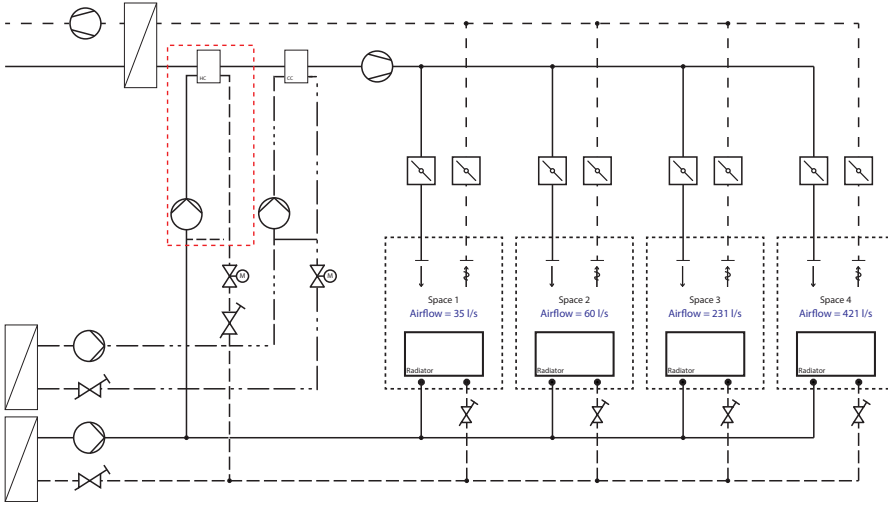 HC
CC
M
M
Space 1
Airflow = 35 l/s
Space 2
Airflow = 60 l/s
Space 3
Airflow = 231 l/s
Space 4
Airflow = 421 l/s
Radiator
Radiator
Radiator
Radiator